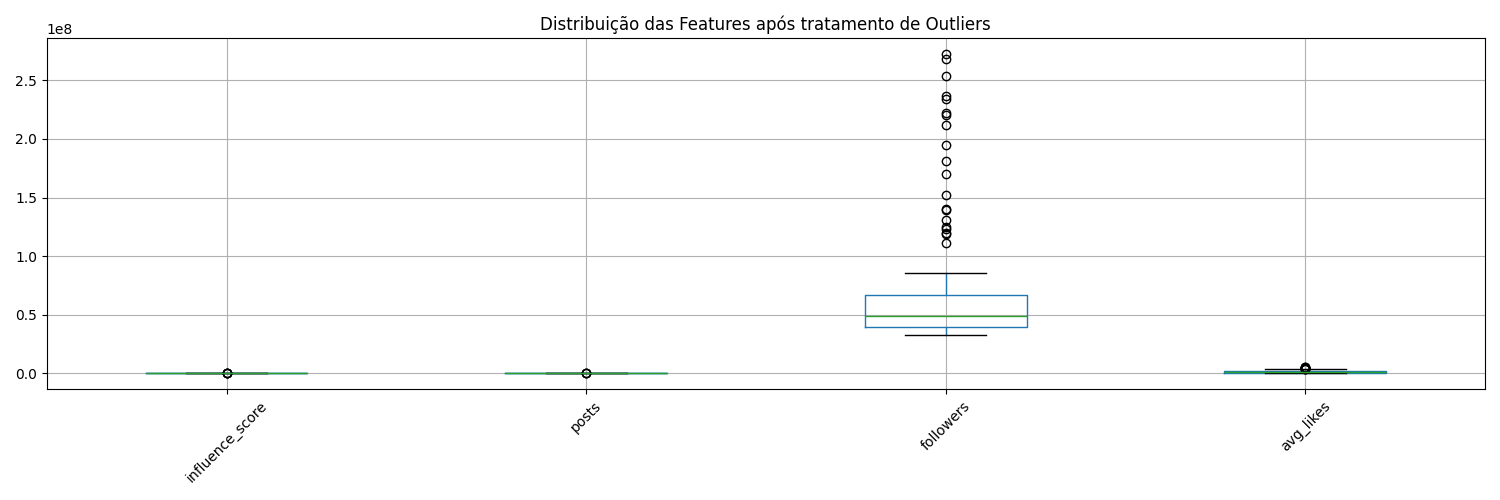 Distribuição das Features após tratamento de Outliers
1e8
2.5
2.0
1.5
1.0
0.5
0.0
influence_score
posts
followers
avg_likes